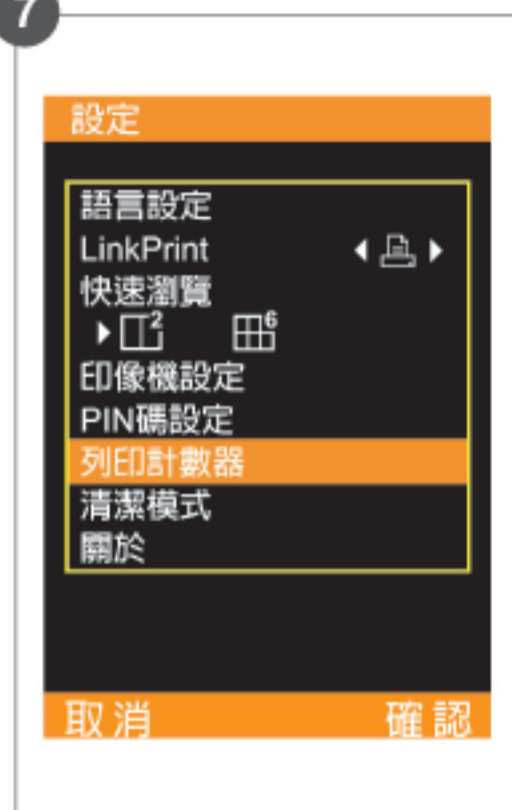 7
設定
語言設定
LinkPrint
快速瀏覽
2 6
印像機設定
PIN碼設定
列印計數器
清潔模式
關於
取消 確認